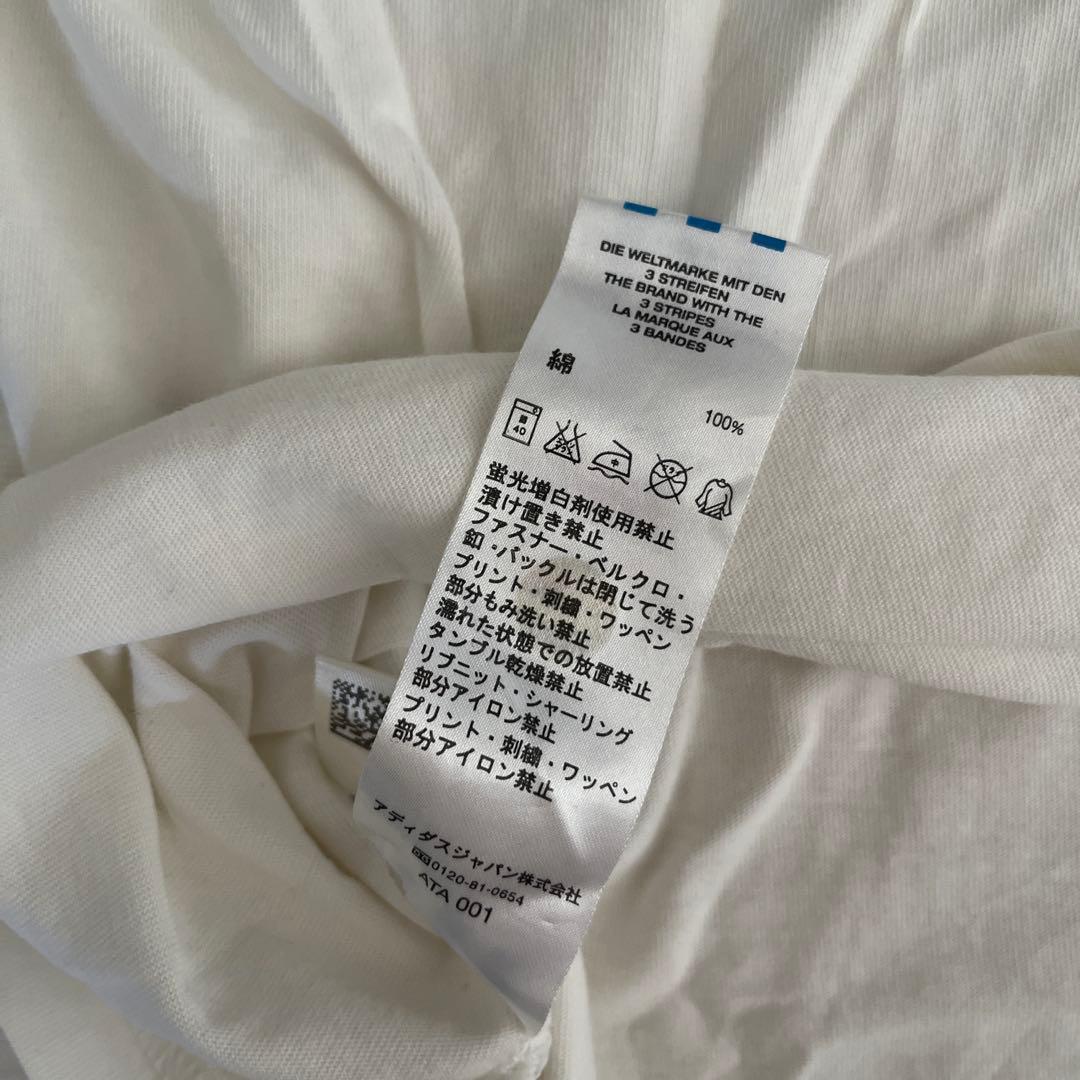 DIE WELTMARKE MIT DEN
3 STREIFEN
THE BRAND WITH THE
3 STRIPES
LA MARQUE AUX
3 BANDES
綿
100%
40
蛍光増白剤使用禁止
漬け置き禁止
ファスナー・ベルクロ・
釦・バックルは閉じて洗う
プリント・刺繍・ワッペン
部分もみ洗い禁止
濡れた状態での放置禁止
タンブル乾燥禁止
リブニット・シャーリング
部分アイロン禁止
プリント・刺繍・ワッペン
部分アイロン禁止
アディダスジャパン株式会社
0120-81-0654
ATA 001